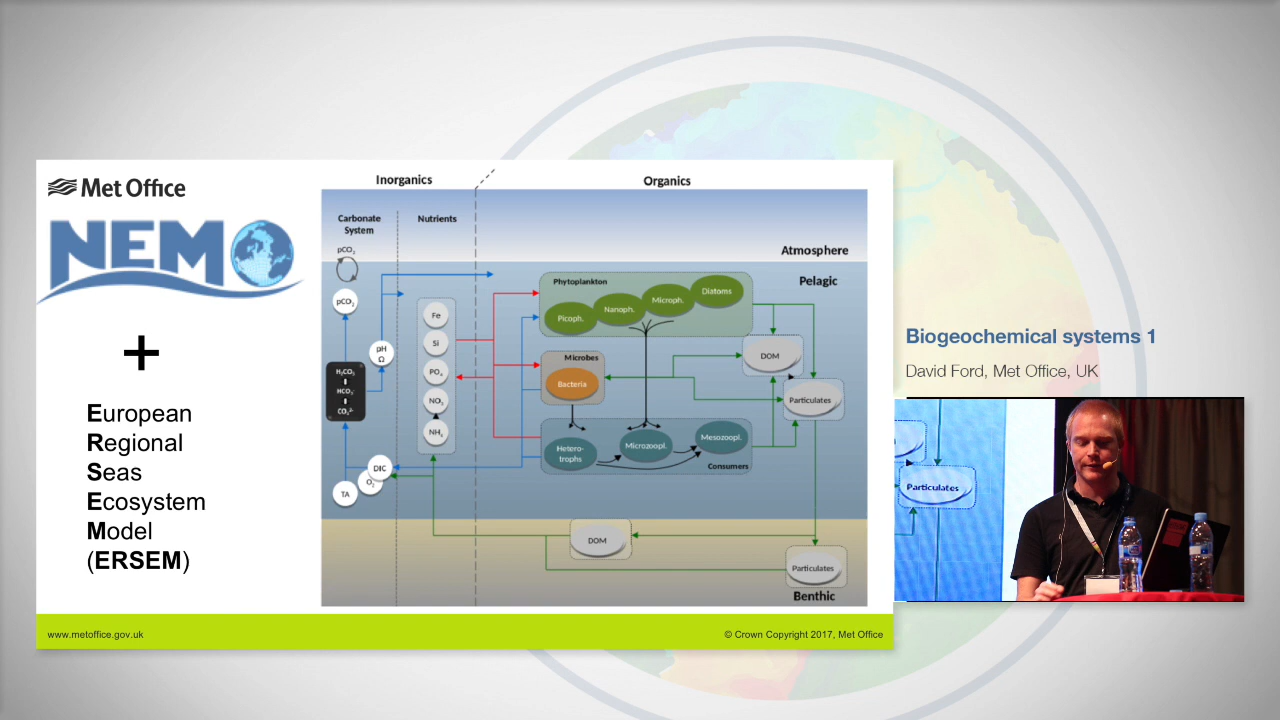 Met Office
NEMO
+
European
Regional
Seas
Ecosystem
Model
(ERSEM)
Inorganics
Organics
Carbonate
System
Nutrients
Atmosphere
Pelagic
pCO₂
pCO₂
pH
Ω
H₂CO₃
HCO₃⁻
CO₃²⁻
DIC
O₂
TA
Fe
Si
PO₄
NO₃
NH₄
Phytoplankton
Picoph.
Nanoph.
Microph.
Diatoms
Microbes
Bacteria
Hetero-
trophs
Microzoopl.
Mesozoopl.
Consumers
DOM
Particulates
DOM
Particulates
Benthic
www.metoffice.gov.uk
© Crown Copyright 2017, Met Office
Biogeochemical systems 1
David Ford, Met Office, UK
Particulates